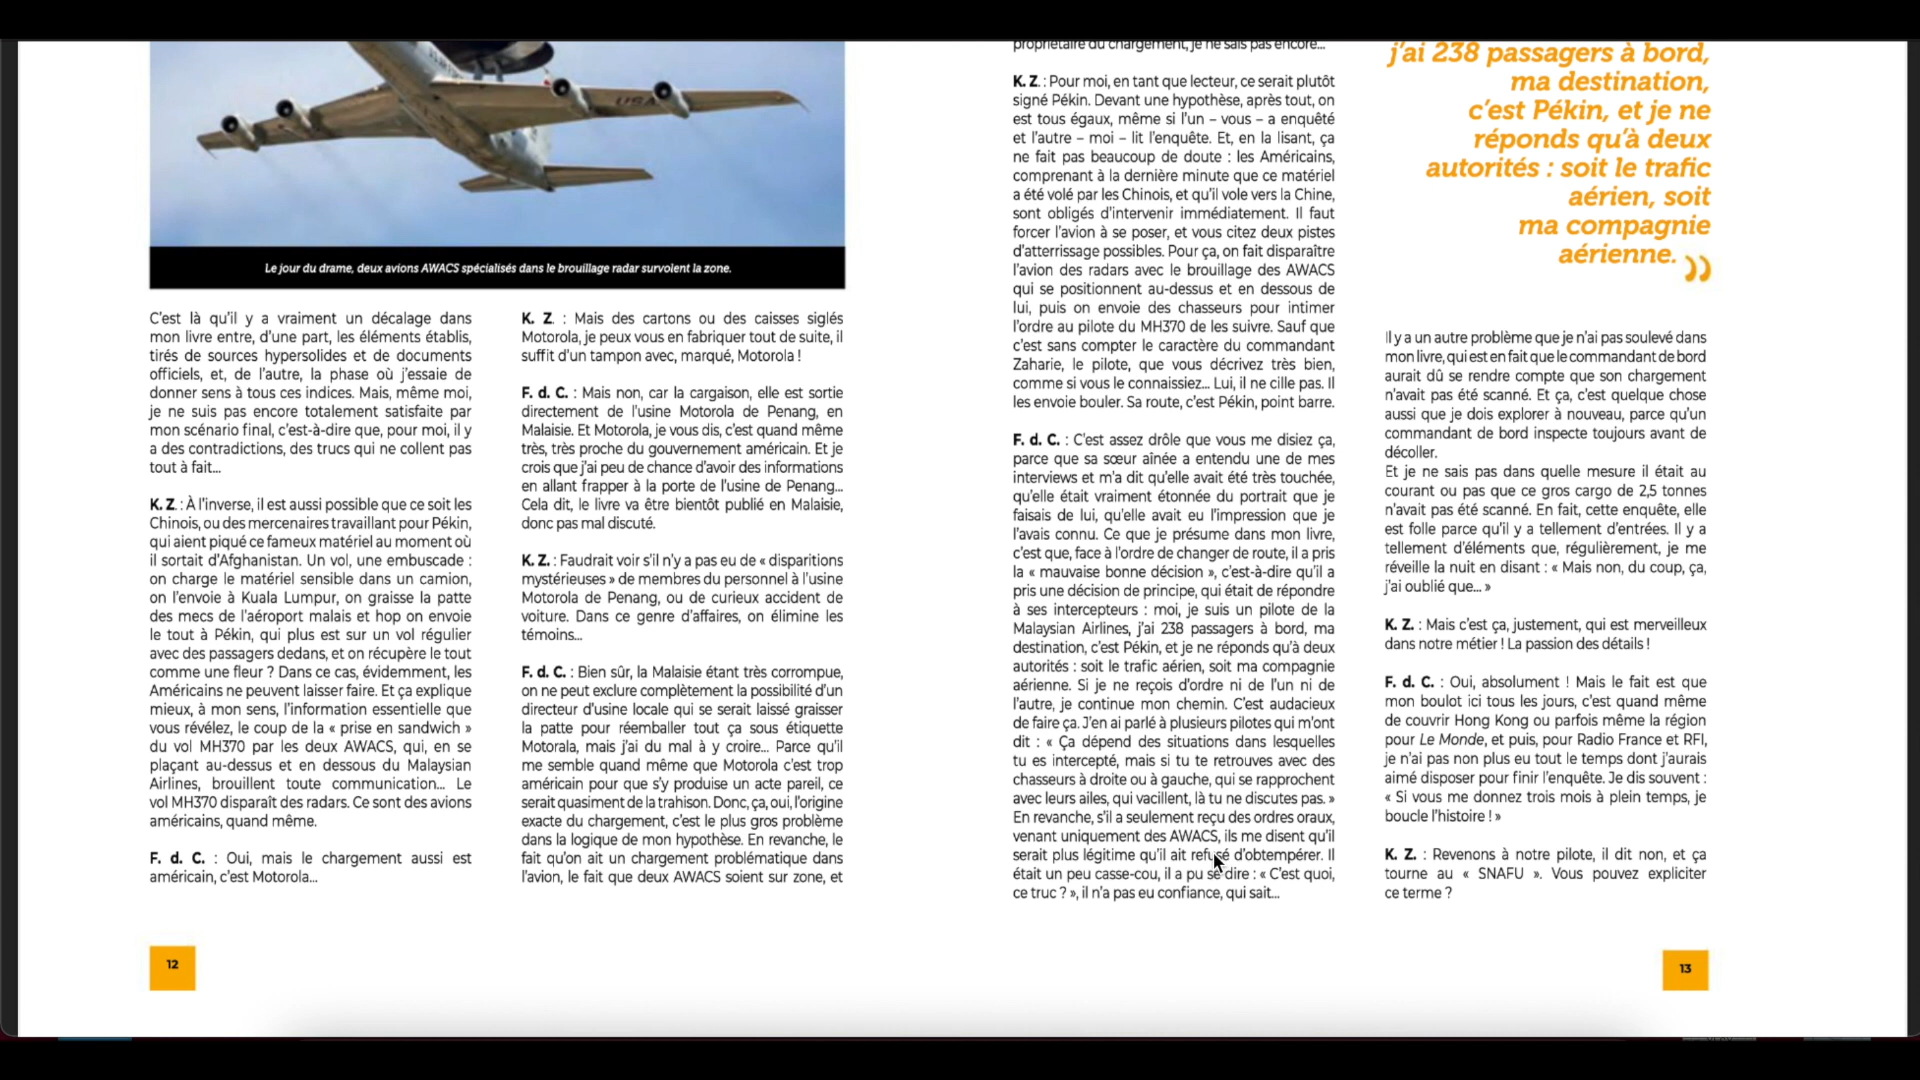 USA
Le jour du drame, deux avions AWACS spécialisés dans le brouillage radar survolent la zone.
C'est là qu'il y a vraiment un décalage dans
mon livre entre, d'une part, les éléments établis,
tirés de sources hypersolides et de documents
officiels, et, de l'autre, la phase où j'essaie de
donner sens à tous ces indices. Mais, même moi,
je ne suis pas encore totalement satisfaite par
mon scénario final, c'est-à-dire que, pour moi, il y
a des contradictions, des trucs qui ne collent pas
tout à fait...
K. Z. : À l'inverse, il est aussi possible que ce soit les
Chinois, ou des mercenaires travaillant pour Pékin,
qui aient piqué ce fameux matériel au moment où
il sortait d'Afghanistan. Un vol, une embuscade :
on charge le matériel sensible dans un camion,
on l'envoie à Kuala Lumpur, on graisse la patte
des mecs de l'aéroport malais et hop on envoie
le tout à Pékin, qui plus est sur un vol régulier
avec des passagers dedans, et on récupère le tout
comme une fleur ? Dans ce cas, évidemment, les
Américains ne peuvent laisser faire. Et ça explique
mieux, à mon sens, l'information essentielle que
vous révélez, le coup de la « prise en sandwich »
du vol MH370 par les deux AWACS, qui, en se
plaçant au-dessus et en dessous du Malaysian
Airlines, brouillent toute communication... Le
vol MH370 disparaît des radars. Ce sont des avions
américains, quand même.
F. d. C. : Oui, mais le chargement aussi est
américain, c'est Motorola...
K. Z. : Mais des cartons ou des caisses siglés
Motorola, je peux vous en fabriquer tout de suite, il
suffit d'un tampon avec, marqué, Motorola !
F. d. C. : Mais non, car la cargaison, elle est sortie
directement de l'usine Motorola de Penang, en
Malaisie. Et Motorola, je vous dis, c'est quand même
très, très proche du gouvernement américain. Et je
crois que j'ai peu de chance d'avoir des informations
en allant frapper à la porte de l'usine de Penang...
Cela dit, le livre va être bientôt publié en Malaisie,
donc pas mal discuté.
K. Z. : Faudrait voir s'il n'y a pas eu de « disparitions
mystérieuses » de membres du personnel à l'usine
Motorola de Penang, ou de curieux accident de
voiture. Dans ce genre d'affaires, on élimine les
témoins...
F. d. C. : Bien sûr, la Malaisie étant très corrompue,
on ne peut exclure complètement la possibilité d'un
directeur d'usine locale qui se serait laissé graisser
la patte pour réemballer tout ça sous étiquette
Motorala, mais j'ai du mal à y croire... Parce qu'il
me semble quand même que Motorola c'est trop
américain pour que s'y produise un acte pareil, ce
serait quasiment de la trahison. Donc, ça, oui, l'origine
exacte du chargement, c'est le plus gros problème
dans la logique de mon hypothèse. En revanche, le
fait qu'on ait un chargement problématique dans
l'avion, le fait que deux AWACS soient sur zone, et
12
propriétaire du chargement, je ne sais pas encore...
K. Z. : Pour moi, en tant que lecteur, ce serait plutôt
signé Pékin. Devant une hypothèse, après tout, on
est tous égaux, même si l'un – vous – a enquêté
et l'autre – moi – lit l'enquête. Et, en la lisant, ça
ne fait pas beaucoup de doute : les Américains,
comprenant à la dernière minute que ce matériel
a été volé par les Chinois, et qu'il vole vers la Chine,
sont obligés d'intervenir immédiatement. Il faut
forcer l'avion à se poser, et vous citez deux pistes
d'atterrissage possibles. Pour ça, on fait disparaître
l'avion des radars avec le brouillage des AWACS
qui se positionnent au-dessus et en dessous de
lui, puis on envoie des chasseurs pour intimer
l'ordre au pilote du MH370 de les suivre. Sauf que
c'est sans compter le caractère du commandant
Zaharie, le pilote, que vous décrivez très bien,
comme si vous le connaissiez... Lui, il ne cille pas. Il
les envoie bouler. Sa route, c'est Pékin, point barre.
F. d. C. : C'est assez drôle que vous me disiez ça,
parce que sa sœur aînée a entendu une de mes
interviews et m'a dit qu'elle avait été très touchée,
qu'elle était vraiment étonnée du portrait que je
faisais de lui, qu'elle avait eu l'impression que je
l'avais connu. Ce que je présume dans mon livre,
c'est que, face à l'ordre de changer de route, il a pris
la « mauvaise bonne décision », c'est-à-dire qu'il a
pris une décision de principe, qui était de répondre
à ses intercepteurs : moi, je suis un pilote de la
Malaysian Airlines, j'ai 238 passagers à bord, ma
destination, c'est Pékin, et je ne réponds qu'à deux
autorités : soit le trafic aérien, soit ma compagnie
aérienne. Si je ne reçois d'ordre ni de l'un ni de
l'autre, je continue mon chemin. C'est audacieux
de faire ça. J'en ai parlé à plusieurs pilotes qui m'ont
dit : « Ça dépend des situations dans lesquelles
tu es intercepté, mais si tu te retrouves avec des
chasseurs à droite ou à gauche, qui se rapprochent
avec leurs ailes, qui vacillent, là tu ne discutes pas. »
En revanche, s'il a seulement reçu des ordres oraux,
venant uniquement des AWACS, ils me disent qu'il
serait plus légitime qu'il ait refusé d'obtempérer. Il
était un peu casse-cou, il a pu se dire : « C'est quoi,
ce truc ? », il n'a pas eu confiance, qui sait...
j'ai 238 passagers à bord,
ma destination,
c'est Pékin, et je ne
réponds qu'à deux
autorités : soit le trafic
aérien, soit
ma compagnie
aérienne. »
Il y a un autre problème que je n'ai pas soulevé dans
mon livre, qui est en fait que le commandant de bord
aurait dû se rendre compte que son chargement
n'avait pas été scanné. Et ça, c'est quelque chose
aussi que je dois explorer à nouveau, parce qu'un
commandant de bord inspecte toujours avant de
décoller.
Et je ne sais pas dans quelle mesure il était au
courant ou pas que ce gros cargo de 2,5 tonnes
n'avait pas été scanné. En fait, cette enquête, elle
est folle parce qu'il y a tellement d'entrées. Il y a
tellement d'éléments que, régulièrement, je me
réveille la nuit en disant : « Mais non, du coup, ça,
j'ai oublié que... »
K. Z. : Mais c'est ça, justement, qui est merveilleux
dans notre métier ! La passion des détails !
F. d. C. : Oui, absolument ! Mais le fait est que
mon boulot ici tous les jours, c'est quand même
de couvrir Hong Kong ou parfois même la région
pour Le Monde, et puis, pour Radio France et RFI,
je n'ai pas non plus eu tout le temps dont j'aurais
aimé disposer pour finir l'enquête. Je dis souvent :
« Si vous me donnez trois mois à plein temps, je
boucle l'histoire ! »
K. Z. : Revenons à notre pilote, il dit non, et ça
tourne au « SNAFU ». Vous pouvez expliciter
ce terme ?
13